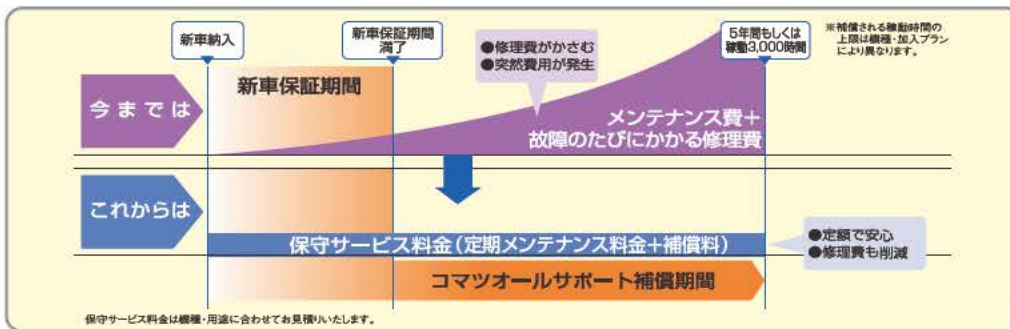 新車納入
新車保証期間
満了
5年間もしくは
稼動3,000時間
※補償される稼動時間の
上限は機種・加入プラン
により異なります。
今までは
新車保証期間
●修理費がかさむ
●突然費用が発生
メンテナンス費＋
故障のたびにかかる修理費
これからは
保守サービス料金（定期メンテナンス料金＋補償料）
●定額で安心
●修理費も削減
コマツオールサポート補償期間
保守サービス料金は機種・用途に合わせてお見積りいたします。